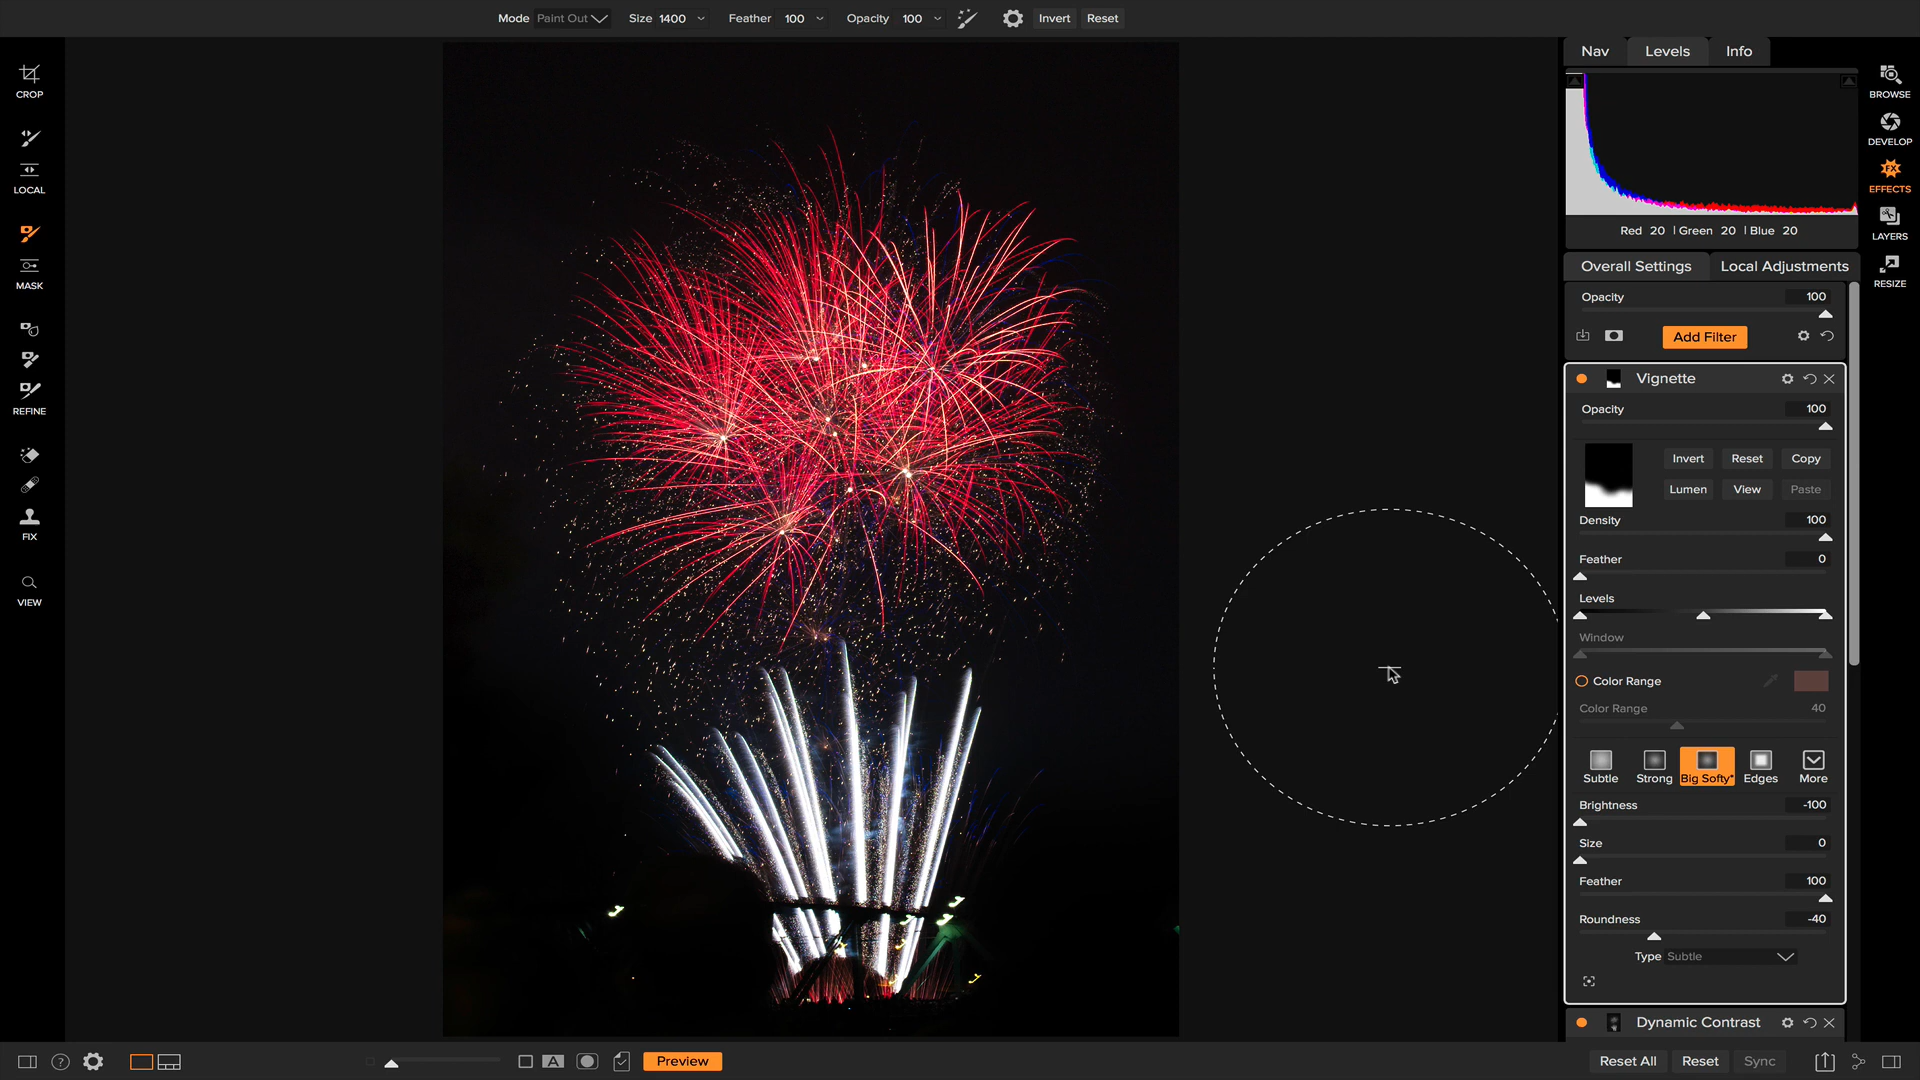 Mode Paint Out Size 1400 Feather 100 Opacity 100 Invert Reset
CROP
LOCAL
MASK
REFINE
FIX
VIEW
Nav Levels Info
Red 20 | Green 20 | Blue 20
BROWSE
DEVELOP
FX
EFFECTS
LAYERS
RESIZE
Overall Settings Local Adjustments
Opacity 100
Add Filter
Vignette
Opacity 100
Invert Reset Copy
Lumen View Paste
Density 100
Feather 0
Levels
Window
Color Range
Color Range 40
Subtle Strong Big Softy* Edges More
Brightness -100
Size 0
Feather 100
Roundness -40
Type Subtle
Dynamic Contrast
? A Preview Reset All Reset Sync